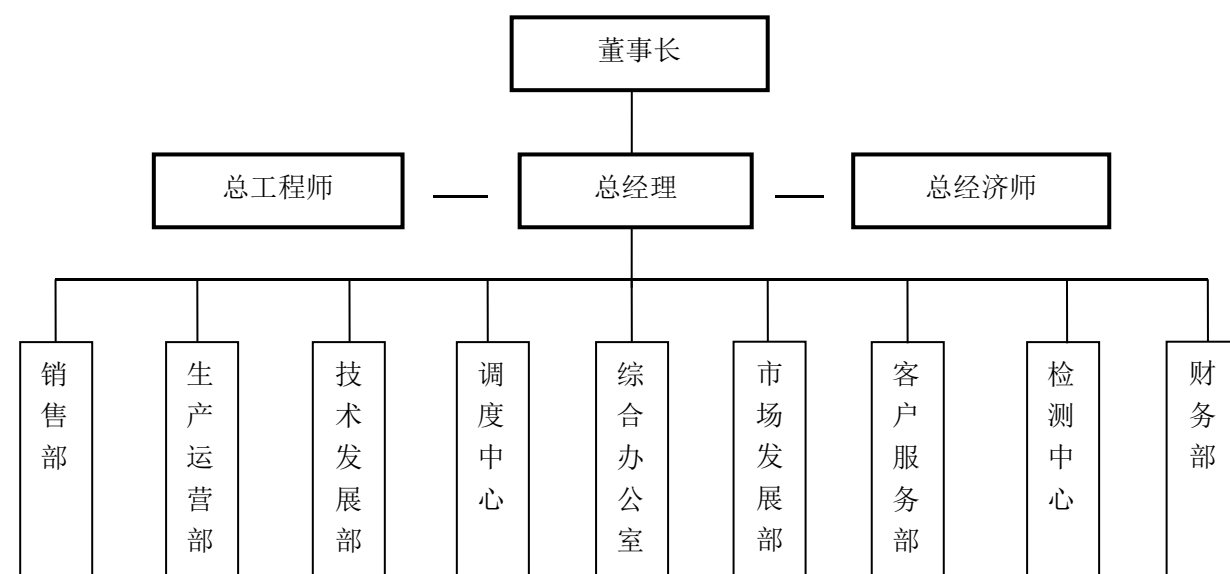 董事长
总工程师
总经理
总经济师
销售部
生产运营部
技术发展部
调度中心
综合办公室
市场发展部
客户服务部
检测中心
财务部